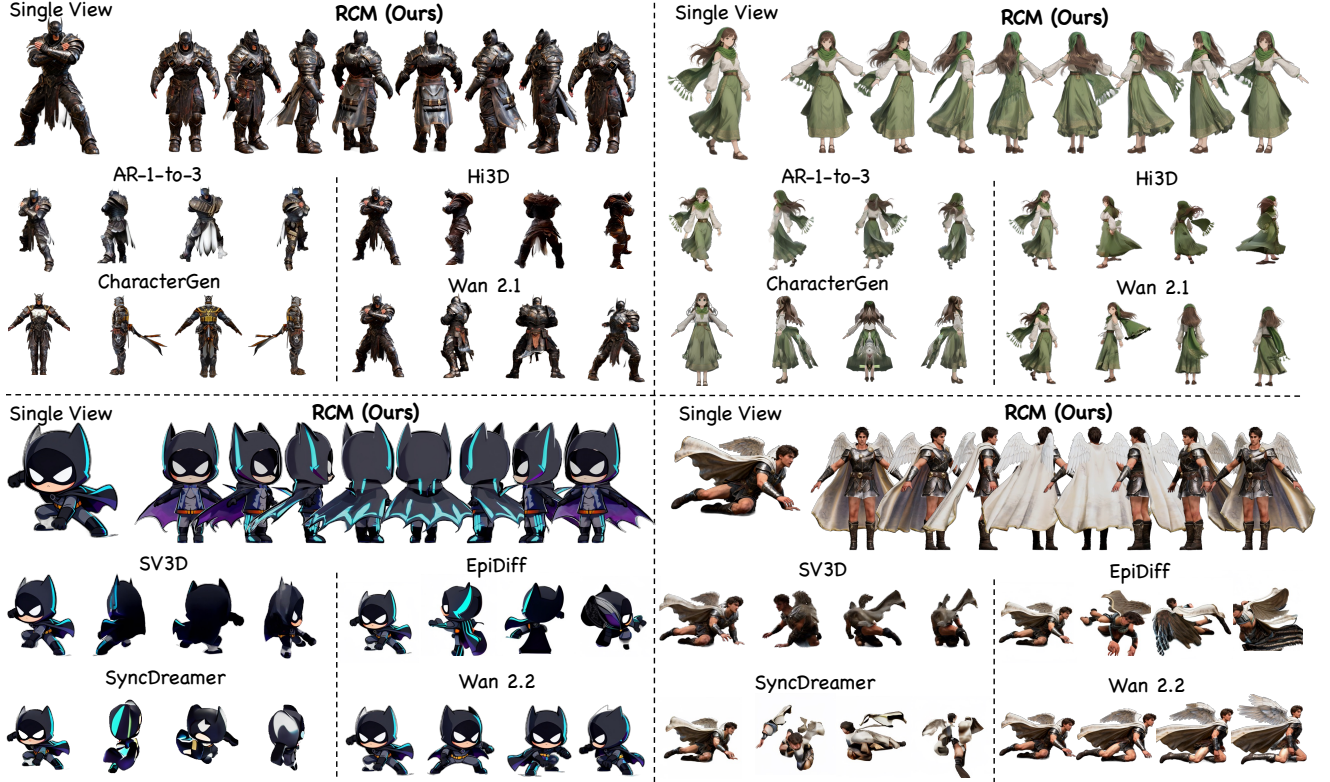 Single View
RCM (Ours)
AR-1-to-3
Hi3D
CharacterGen
Wan 2.1
Single View
RCM (Ours)
AR-1-to-3
Hi3D
CharacterGen
Wan 2.1
Single View
RCM (Ours)
SV3D
EpiDiff
SyncDreamer
Wan 2.2
Single View
RCM (Ours)
SV3D
EpiDiff
SyncDreamer
Wan 2.2